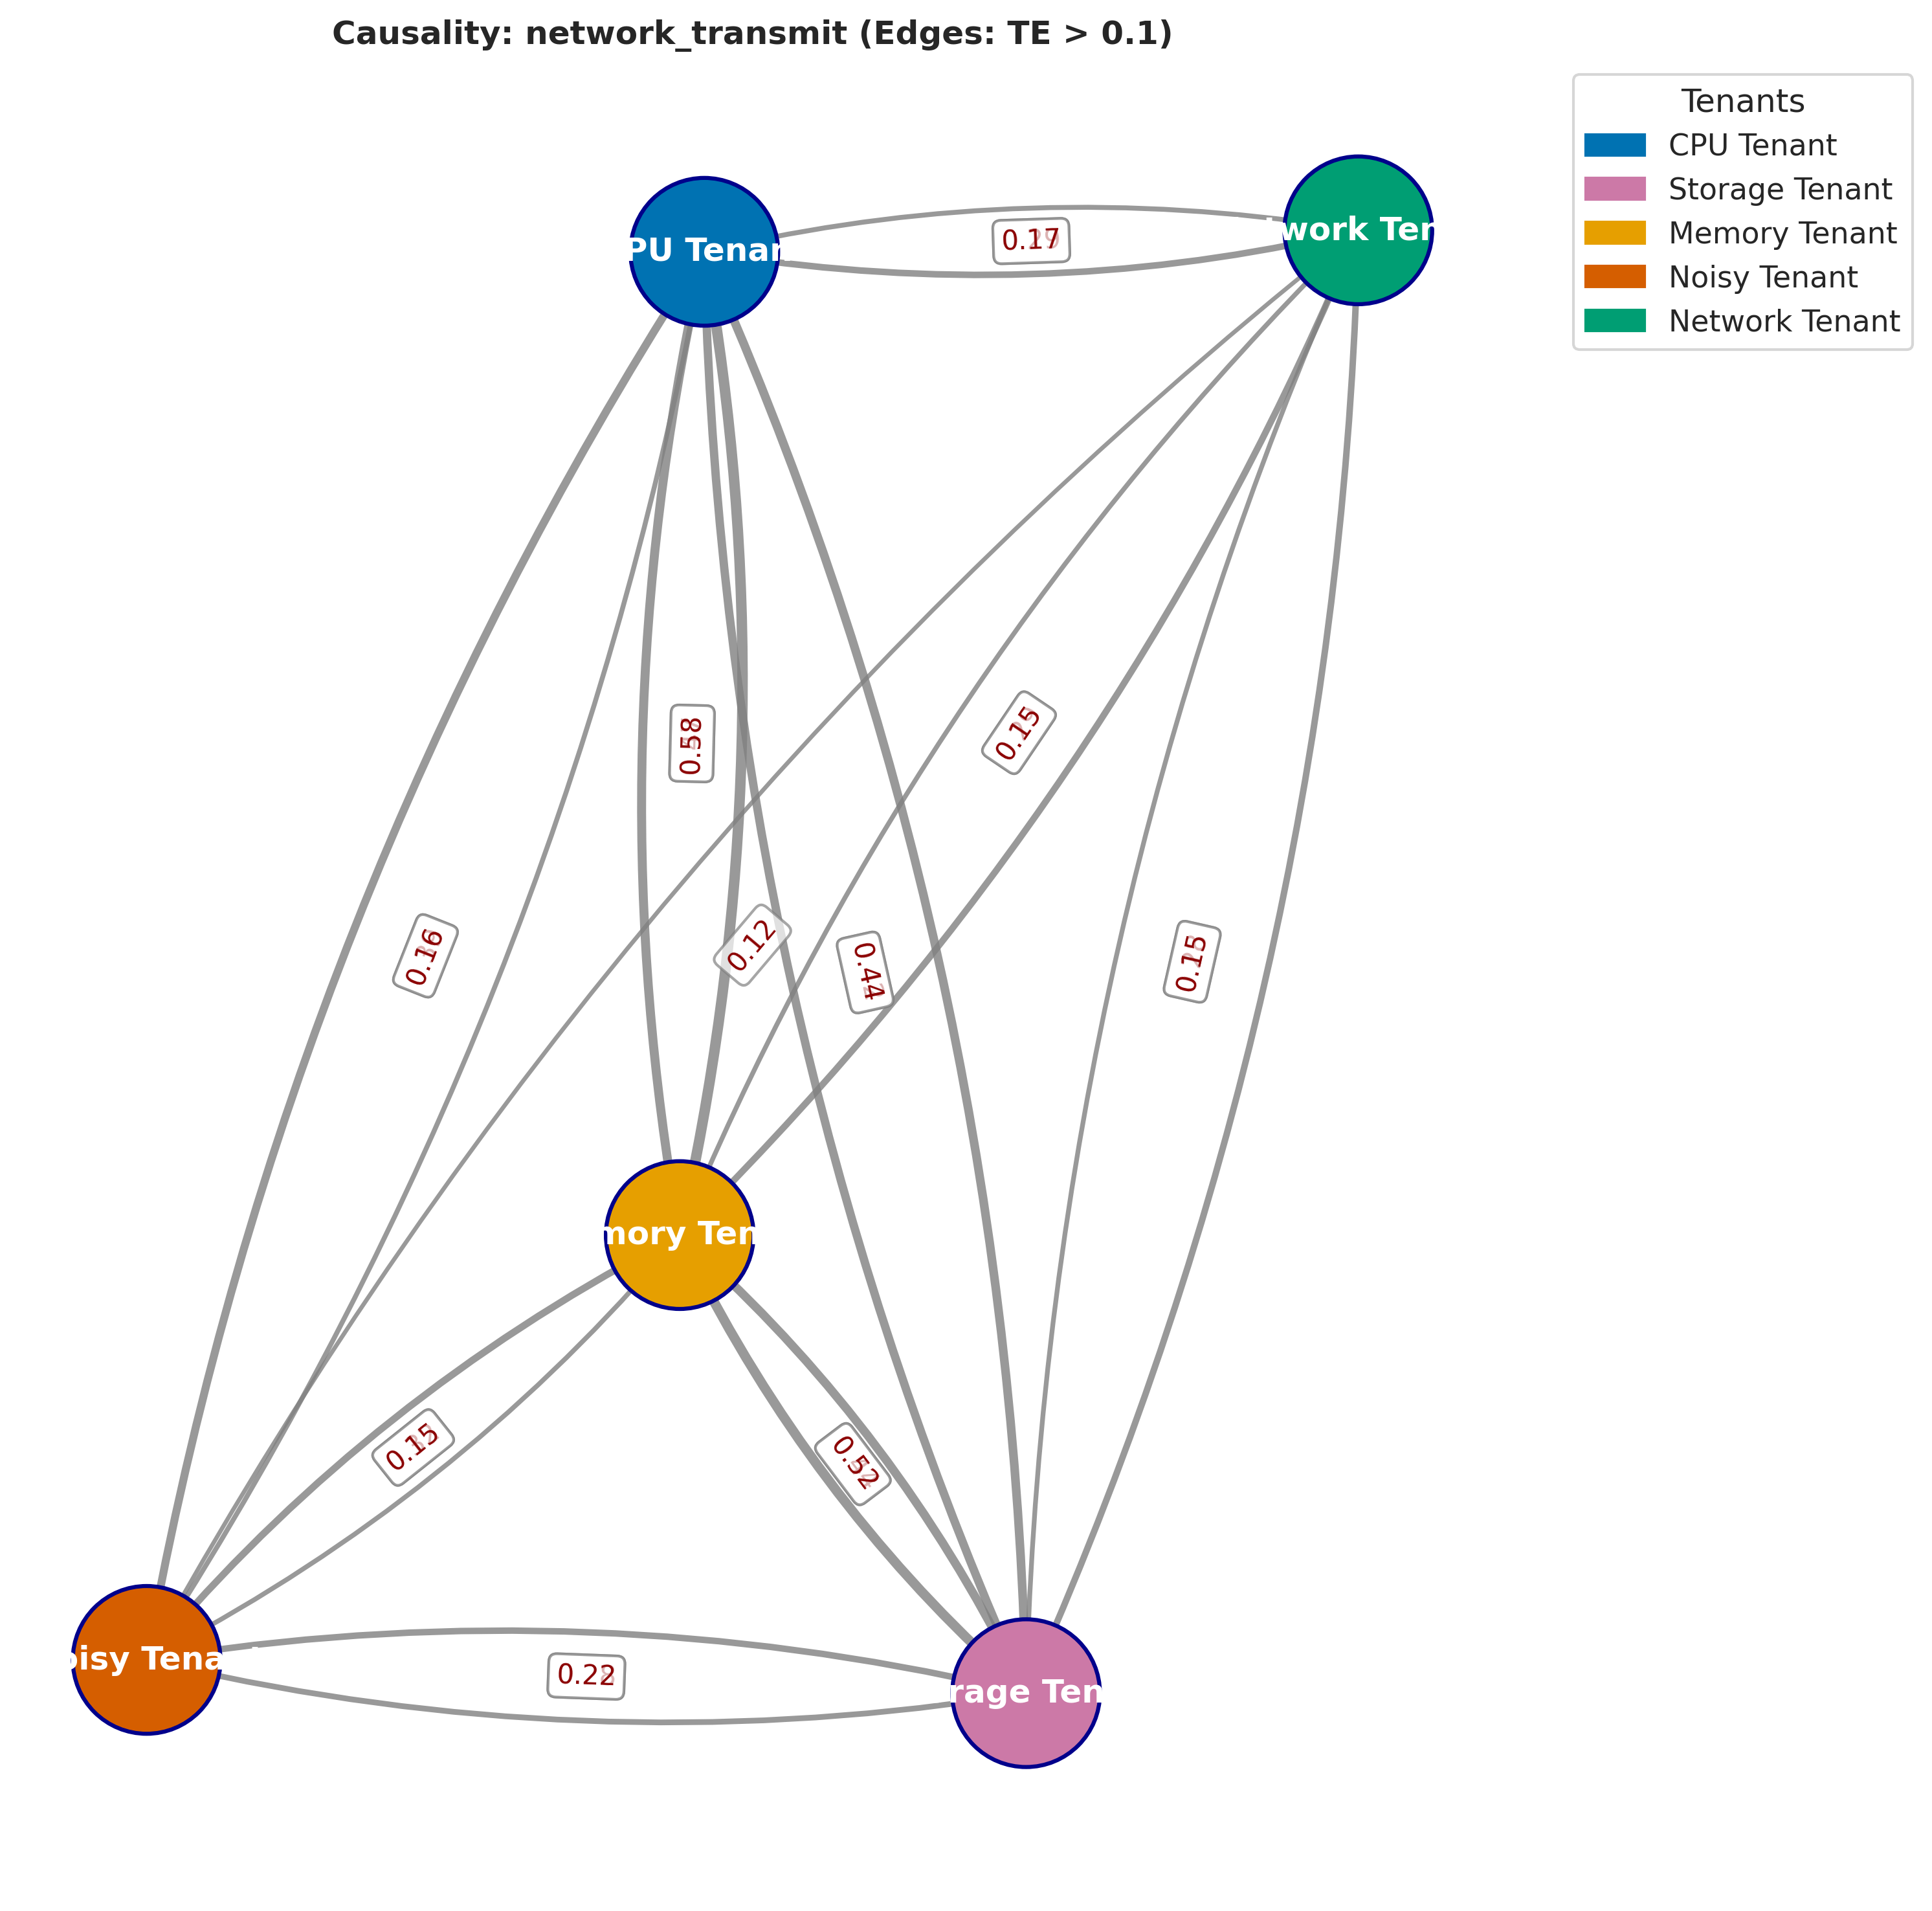 Causality: network_transmit (Edges: TE > 0.1)
Tenants
CPU Tenant
Storage Tenant
Memory Tenant
Noisy Tenant
Network Tenant
PU Tenan
work Ten
0.17
0.58
0.15
0.16
0.12
0.44
0.15
mory Ten
0.15
0.52
oisy Tena
0.22
rage Ten